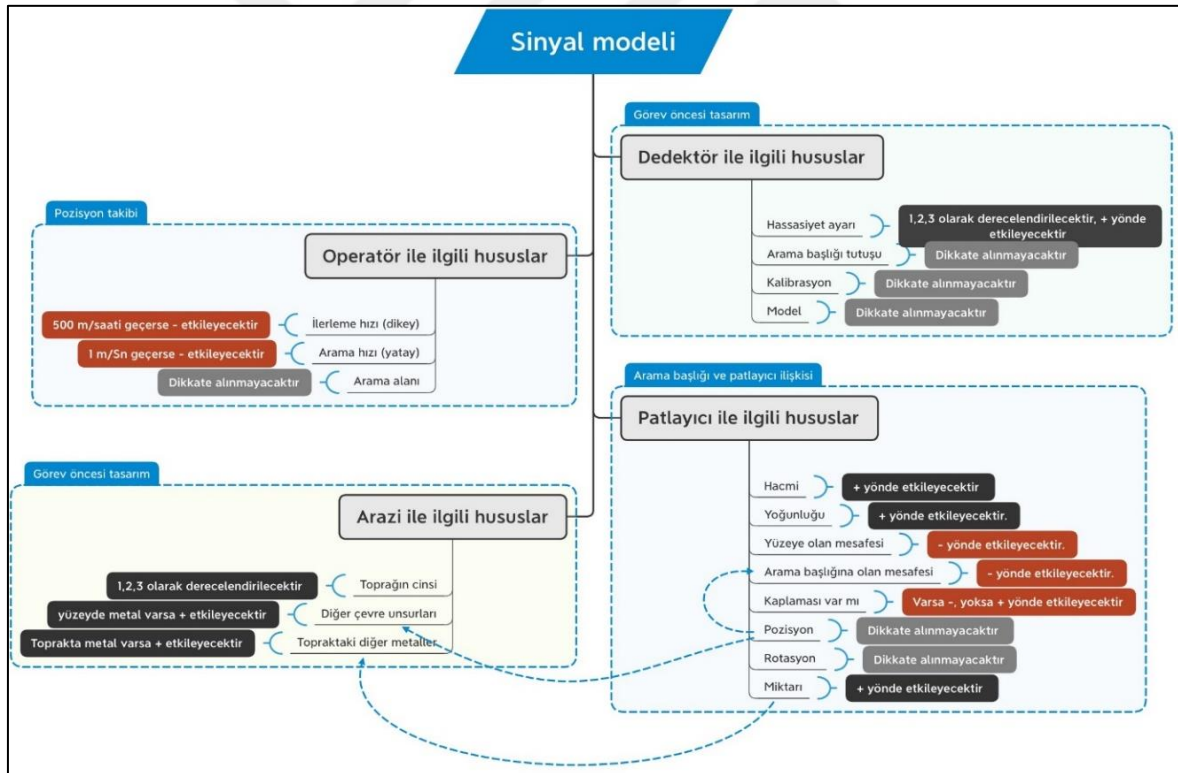 Sinyal modeli
Görev öncesi tasarım
Dedektör ile ilgili hususlar
Hassasiyet ayarı
1,2,3 olarak derecelendirilecektir, + yönde
etkileyecektir
Arama başlığı tutuşu
Dikkate alınmayacaktır
Kalibrasyon
Dikkate alınmayacaktır
Model
Dikkate alınmayacaktır
Pozisyon takibi
Operatör ile ilgili hususlar
500 m/saati geçerse - etkileyecektir
İlerleme hızı (dikey)
1 m/Sn geçerse - etkileyecektir
Arama hızı (yatay)
Dikkate alınmayacaktır
Arama alanı
Arama başlığı ve patlayıcı ilişkisi
Patlayıcı ile ilgili hususlar
Hacmi
+ yönde etkileyecektir
Yoğunluğu
+ yönde etkileyecektir.
Yüzeye olan mesafesi
- yönde etkileyecektir.
Arama başlığına olan mesafesi
- yönde etkileyecektir.
Kaplaması var mı
Varsa -, yoksa + yönde etkileyecektir
Pozisyon
Dikkate alınmayacaktır
Rotasyon
Dikkate alınmayacaktır
Miktarı
+ yönde etkileyecektir
Görev öncesi tasarım
Arazi ile ilgili hususlar
1,2,3 olarak derecelendirilecektir
Toprağın cinsi
yüzeyde metal varsa + etkileyecektir
Diğer çevre unsurları
Toprakta metal varsa + etkileyecektir
Topraktaki diğer metaller